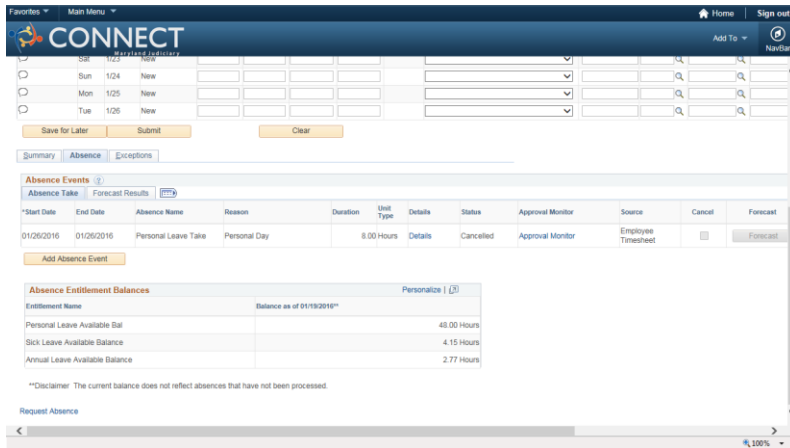 Favorites Main Menu Home Sign out
CONNECT
Maryland Judiciary
Add To NavBar
Sat 1/23 New
Sun 1/24 New
Mon 1/25 New
Tue 1/26 New
Save for Later Submit Clear
Summary Absence Exceptions
Absence Events
Absence Take Forecast Results
*Start Date End Date Absence Name Reason Duration Unit Type Details Status Approval Monitor Source Cancel Forecast
01/26/2016 01/26/2016 Personal Leave Take Personal Day 8.00 Hours Details Cancelled Approval Monitor Employee Timesheet Forecast
Add Absence Event
Absence Entitlement Balances Personalize |
Entitlement Name Balance as of 01/19/2016**
Personal Leave Available Bal 48.00 Hours
Sick Leave Available Balance 4.15 Hours
Annual Leave Available Balance 2.77 Hours
**Disclaimer The current balance does not reflect absences that have not been processed.
Request Absence
100%